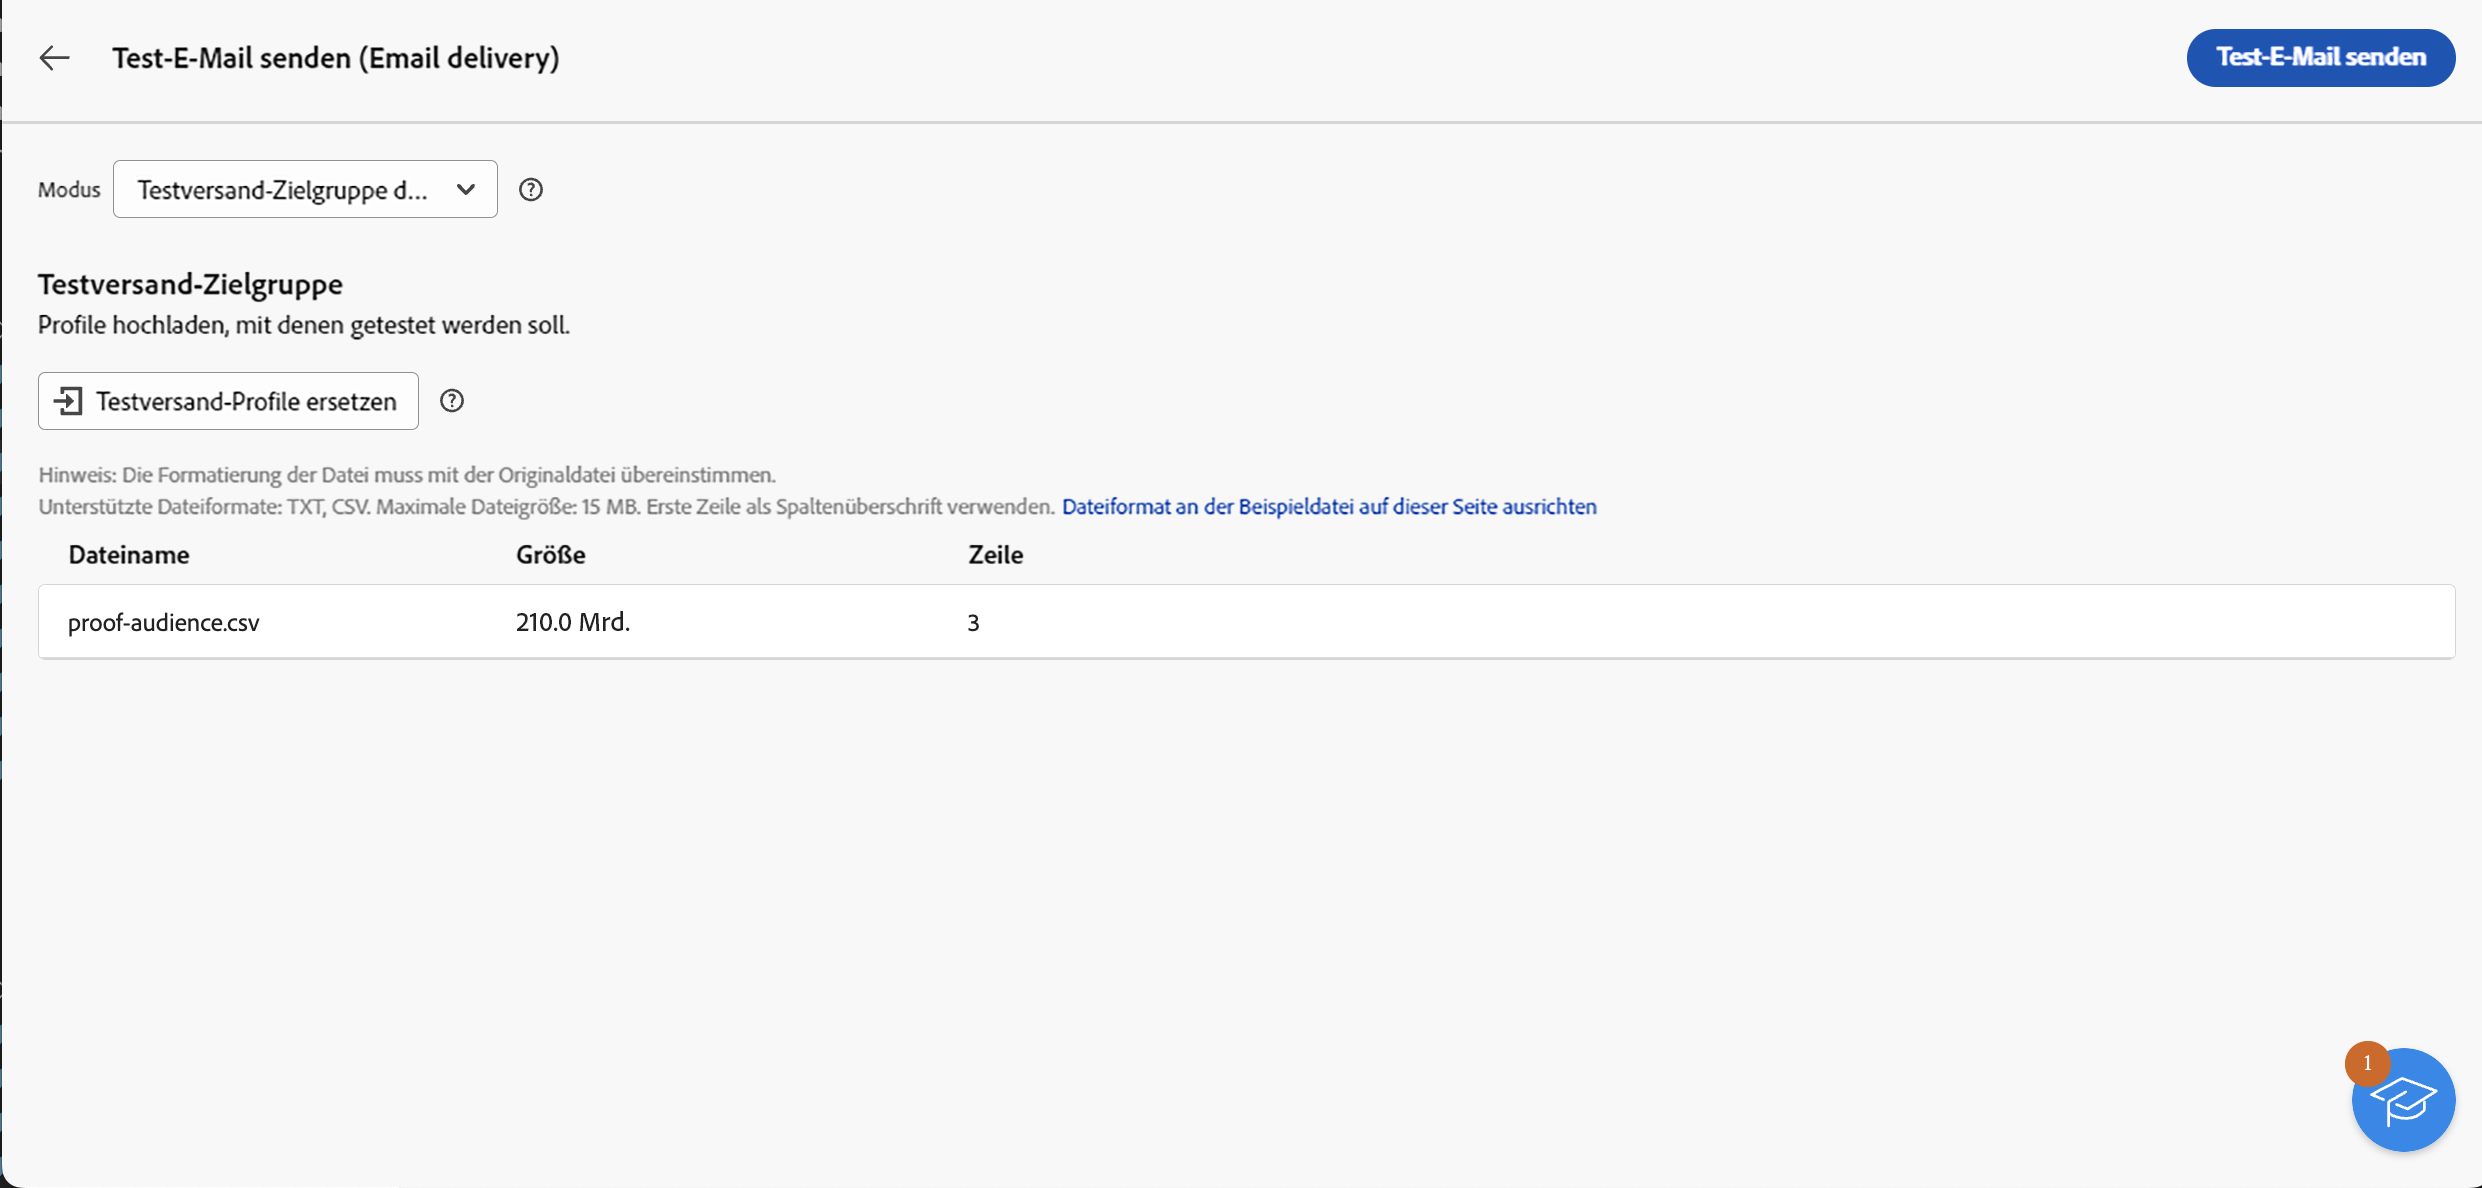 Test-E-Mail senden (Email delivery)
Test-E-Mail senden
Modus
Testversand-Zielgruppe d...
Testversand-Zielgruppe
Profile hochladen, mit denen getestet werden soll.
Testversand-Profile ersetzen
Hinweis: Die Formatierung der Datei muss mit der Originaldatei übereinstimmen.
Unterstützte Dateiformate: TXT, CSV. Maximale Dateigröße: 15 MB. Erste Zeile als Spaltenüberschrift verwenden. Dateiformat an der Beispieldatei auf dieser Seite ausrichten
Dateiname Größe Zeile
proof-audience.csv 210.0 Mrd. 3
1